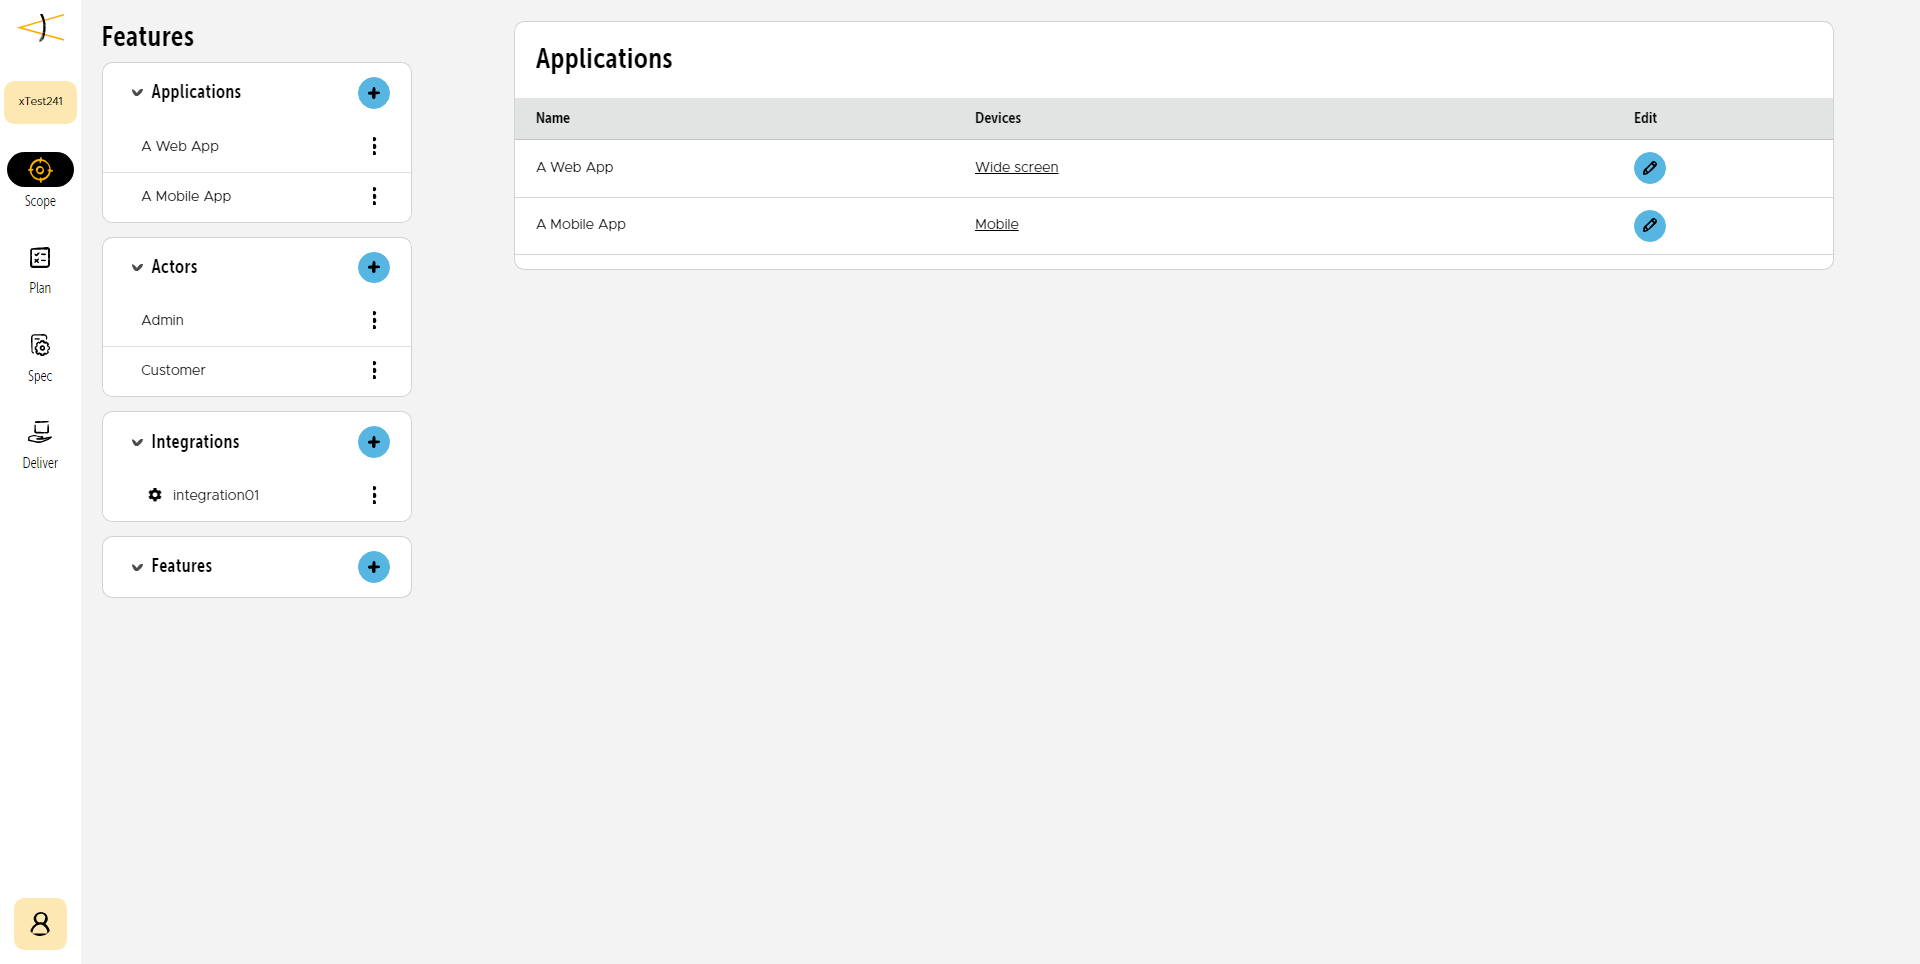 xTest241
Scope
Plan
Spec
Deliver
Features
Applications
A Web App
A Mobile App
Actors
Admin
Customer
Integrations
integration01
Features
Applications
Name Devices Edit
A Web App Wide screen
A Mobile App Mobile